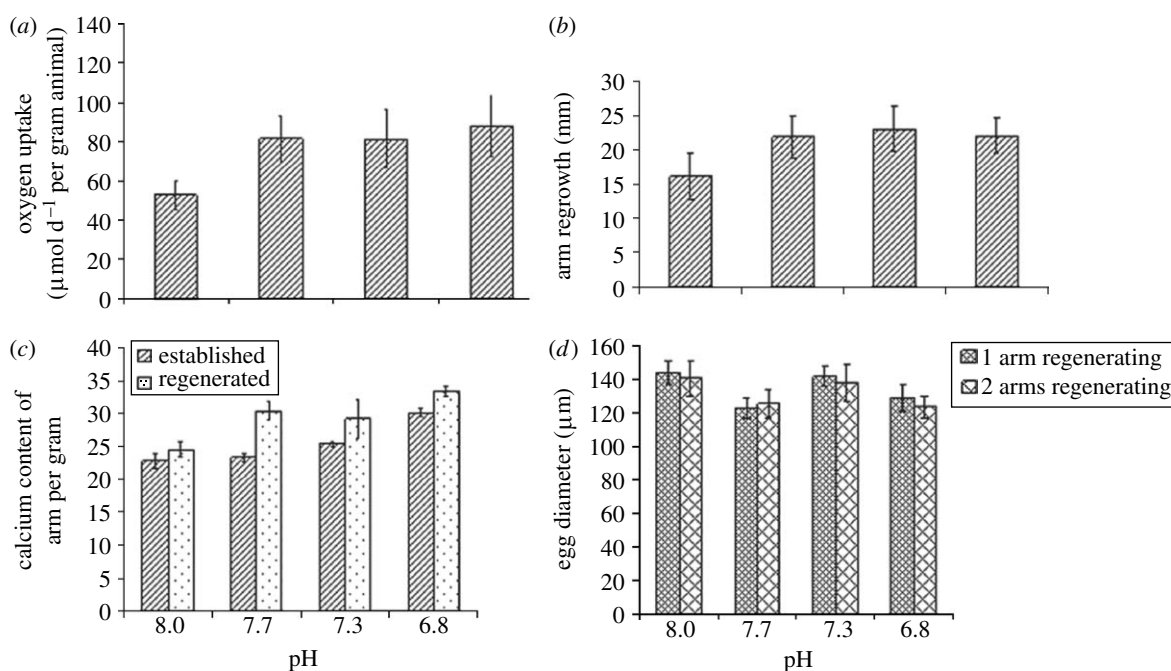 (a)
oxygen uptake
(µmol d⁻¹ per gram animal)
140
120
100
80
60
40
20
0
(b)
arm regrowth (mm)
30
25
20
15
10
5
0
(c)
calcium content of
arm per gram
40
35
30
25
20
15
10
5
0
established
regenerated
8.0 7.7 7.3 6.8
pH
(d)
egg diameter (µm)
160
140
120
100
80
60
40
20
0
1 arm regenerating
2 arms regenerating
8.0 7.7 7.3 6.8
pH